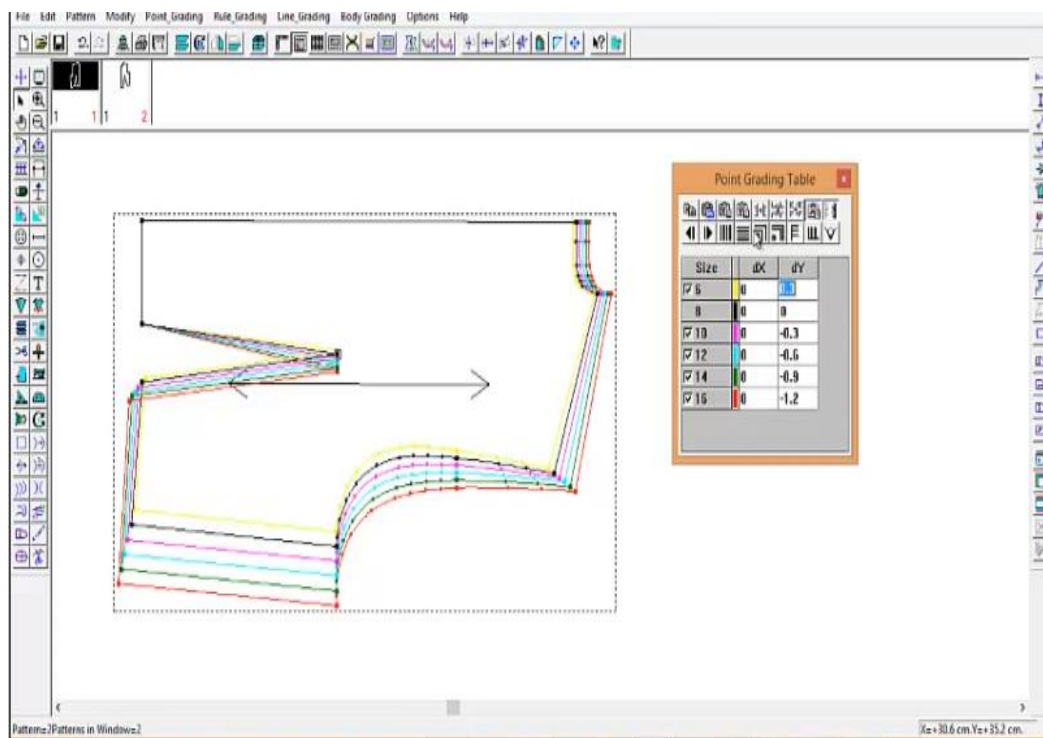 File Edit Pattern Modify Point_Grading Rule_Grading Line_Grading Body Grading Options Help
1 1 1 2
Point Grading Table
Size dX dY
6 0 0.3
8 0 0
10 0 -0.3
12 0 -0.6
14 0 -0.9
16 0 -1.2
Pattern=2Patterns in Window=2
X=+30.6 cm.Y=+35.2 cm.